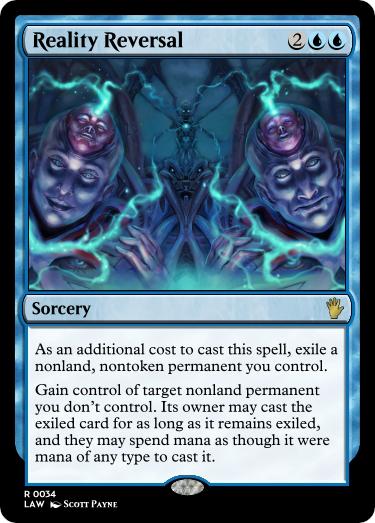 Reality Reversal 2
Sorcery
As an additional cost to cast this spell, exile a
nonland, nontoken permanent you control.
Gain control of target nonland permanent
you don't control. Its owner may cast the
exiled card for as long as it remains exiled,
and they may spend mana as though it were
mana of any type to cast it.
R 0034
LAW Scott Payne